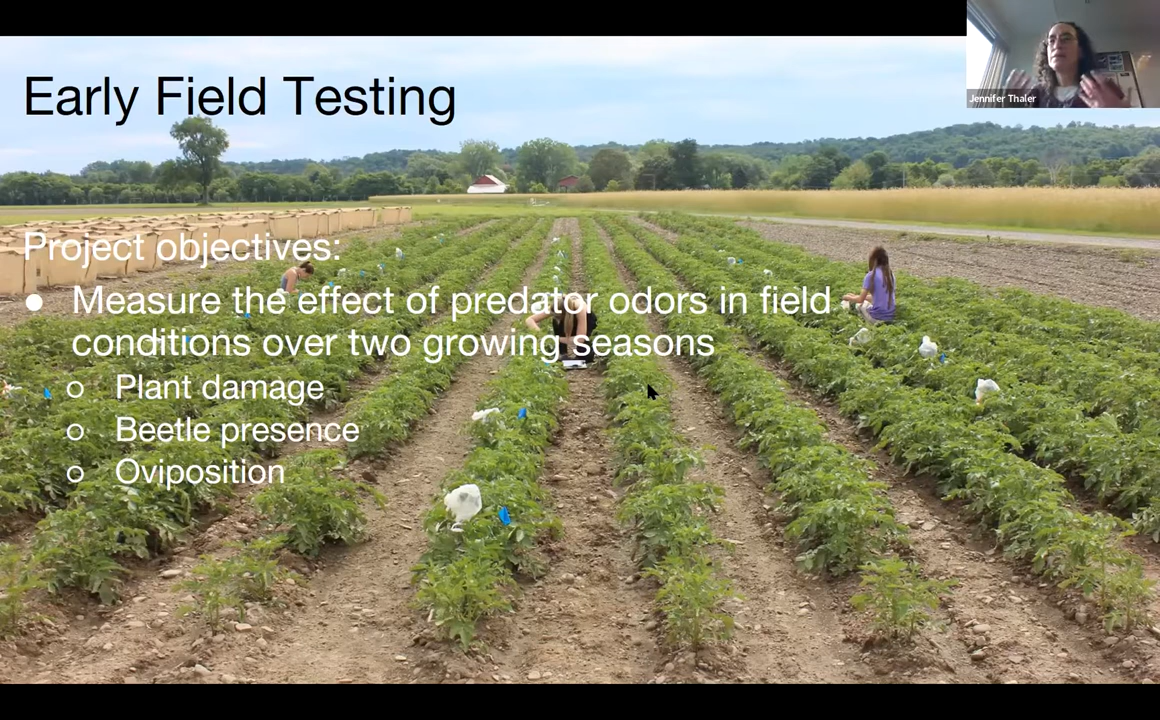 Early Field Testing
Jennifer Thaler
Project objectives:
● Measure the effect of predator odors in field
conditions over two growing seasons
○ Plant damage
○ Beetle presence
○ Oviposition